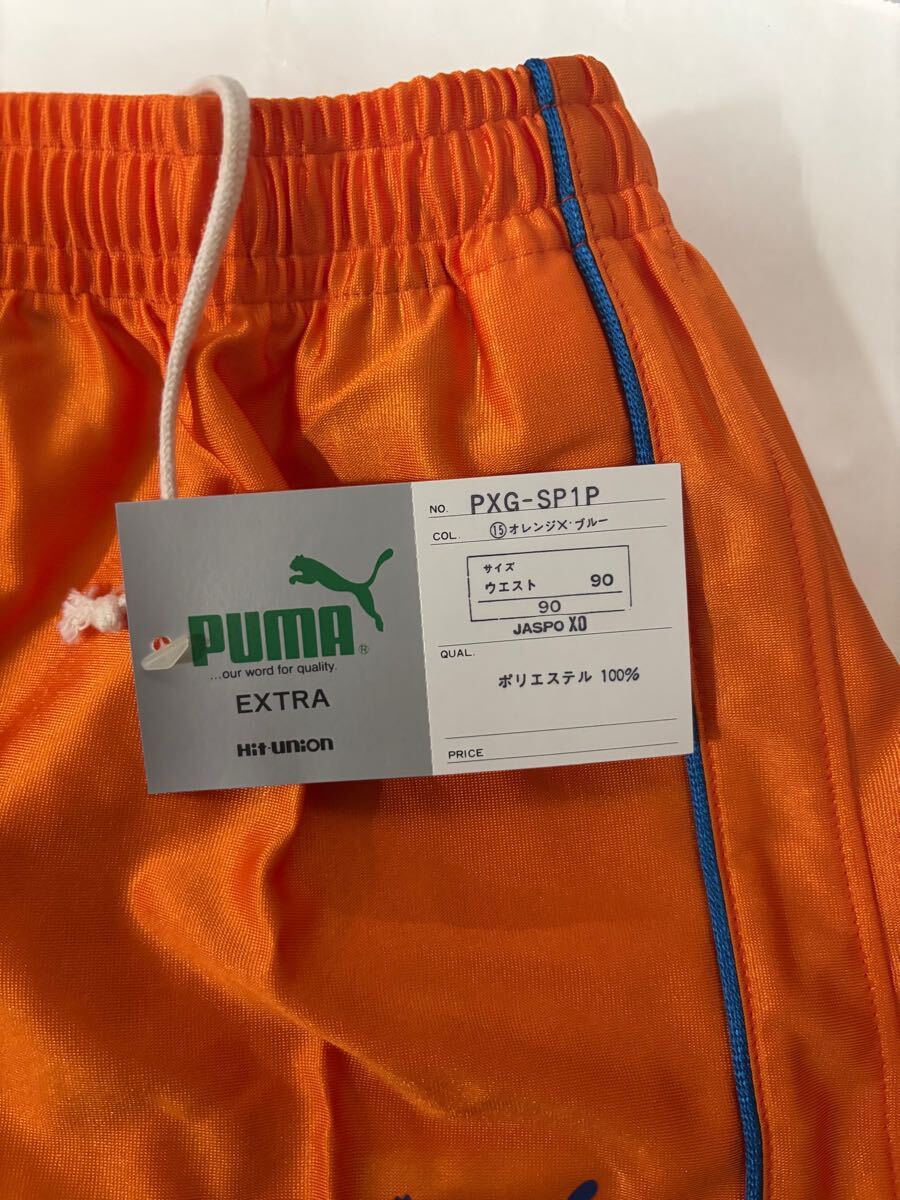 PUMA®
...our word for quality.
EXTRA
Hit-union
NO. PXG-SP1P
COL. ⑮オレンジ×・ブルー
サイズ
ウエスト 90
90
JASPO XO
QUAL.
ポリエステル 100%
PRICE